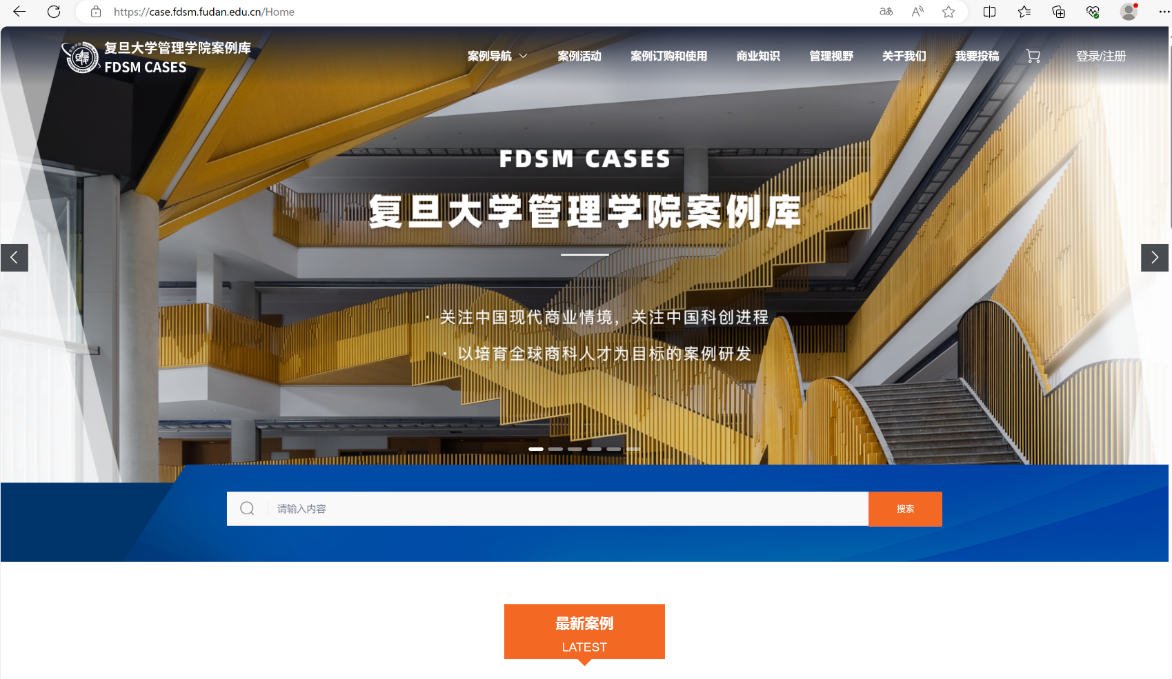 https://case.fdsm.fudan.edu.cn/Home
复旦大学管理学院案例库
FDSM CASES
案例导航
案例活动
案例订购和使用
商业知识
管理视野
关于我们
我要投稿
登录/注册
FDSM CASES
复旦大学管理学院案例库
· 关注中国现代商业情境，关注中国科创进程
· 以培育全球商科人才为目标的案例研发
请输入内容
搜索
最新案例
LATEST